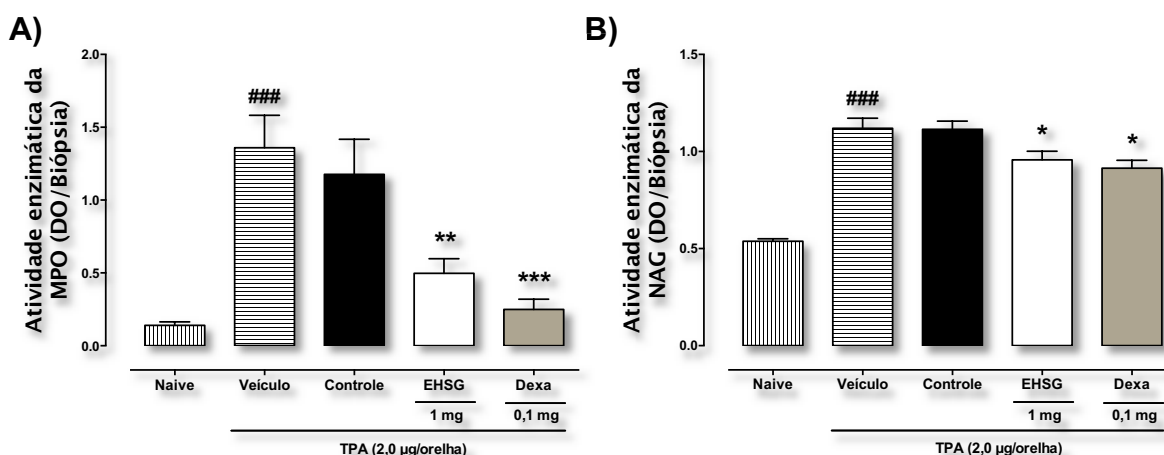 A)
Atividade enzimática da
MPO (DO/Biópsia)
2.0
1.5
1.0
0.5
0.0
###
**
***
Naive
Veículo
Controle
EHSG
Dexa
1 mg
0,1 mg
TPA (2,0 µg/orelha)
B)
Atividade enzimática da
NAG (DO/Biópsia)
1.5
1.0
0.5
0.0
###
*
*
Naive
Veículo
Controle
EHSG
Dexa
1 mg
0,1 mg
TPA (2,0 µg/orelha)